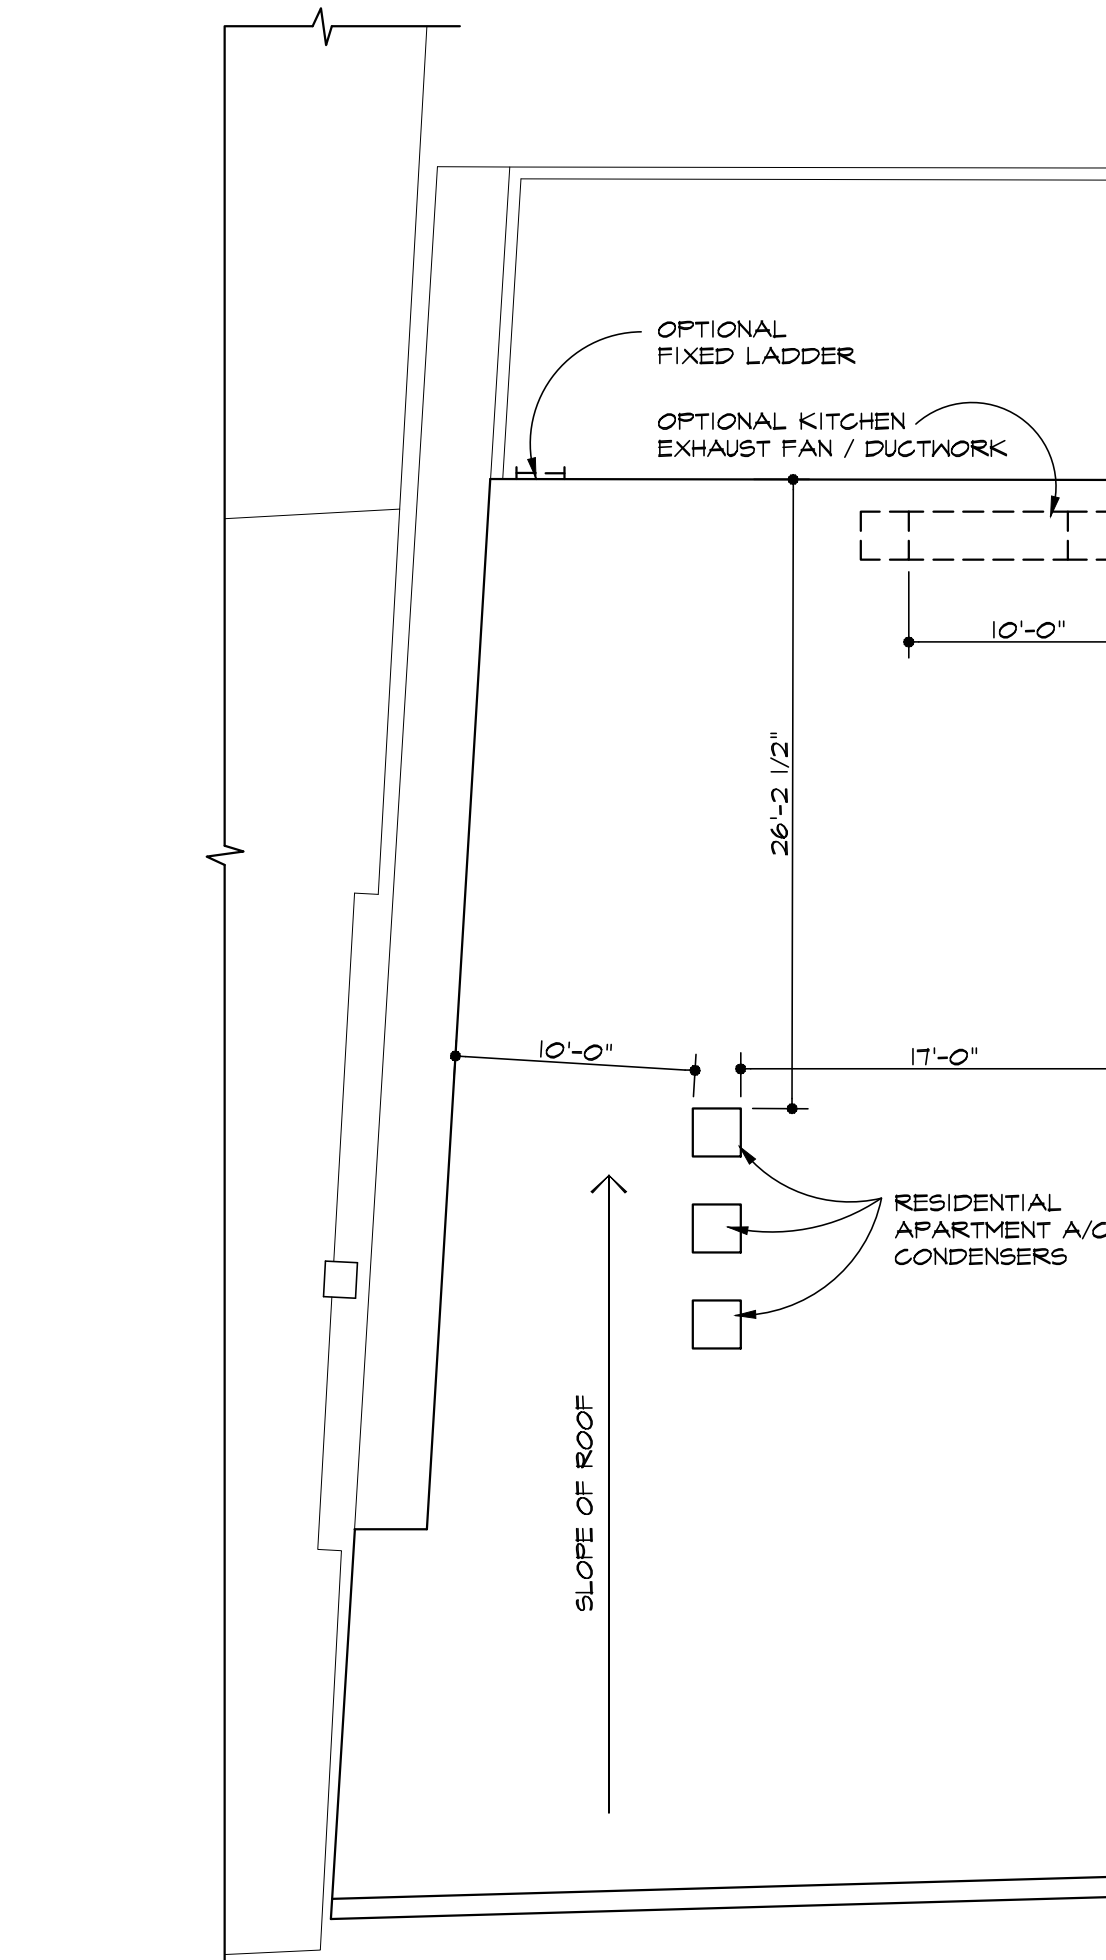 OPTIONAL
FIXED LADDER
OPTIONAL KITCHEN
EXHAUST FAN / DUCTWORK
10'-0"
26'-2 1/2"
10'-0"
17'-0"
RESIDENTIAL
APARTMENT A/C
CONDENSERS
SLOPE OF ROOF